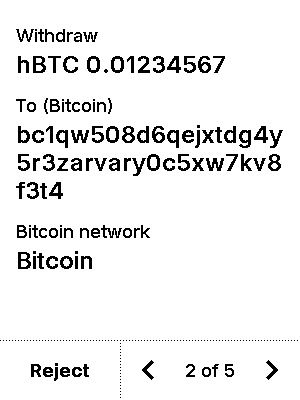 Withdraw
hBTC 0.01234567
To (Bitcoin)
bc1qw508d6qejxtdg4y
5r3zarvary0c5xw7kv8
f3t4
Bitcoin network
Bitcoin
Reject
2 of 5